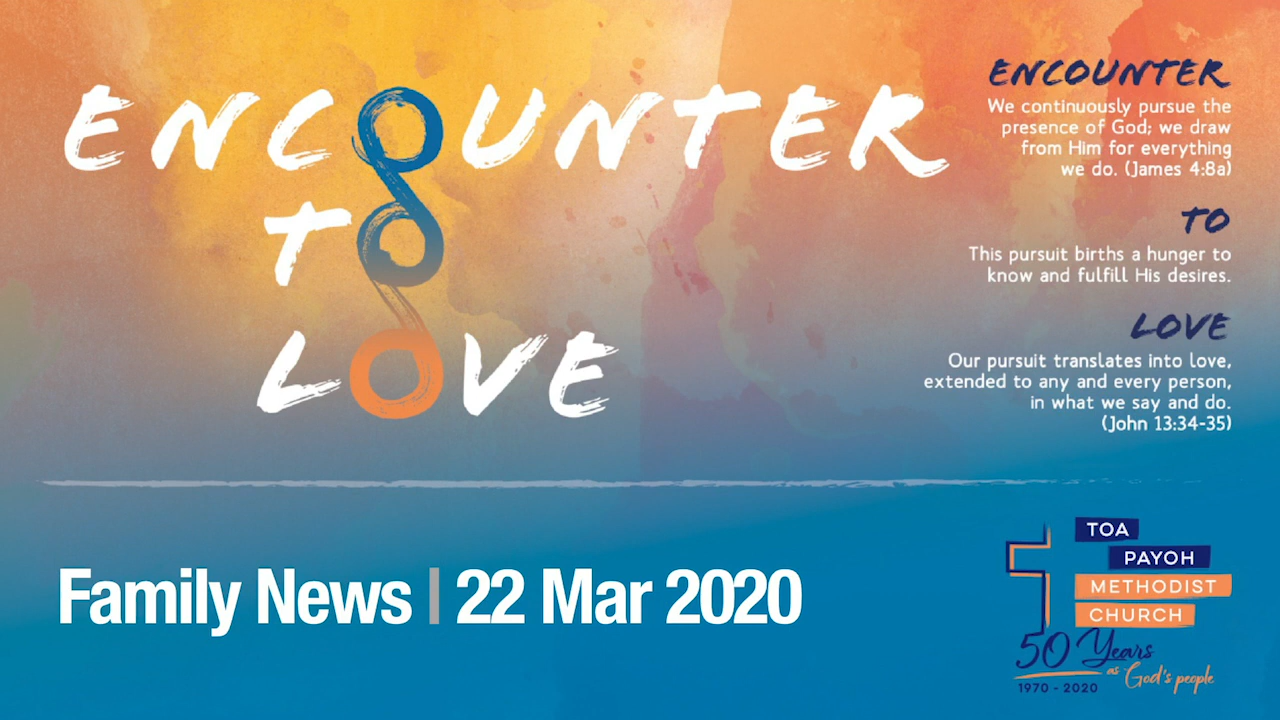 ENCOUNTER
TO
LOVE
ENCOUNTER
We continuously pursue the
presence of God; we draw
from Him for everything
we do. (James 4:8a)
TO
This pursuit births a hunger to
know and fulfill His desires.
LOVE
Our pursuit translates into love,
extended to any and every person,
in what we say and do.
(John 13:34-35)
Family News | 22 Mar 2020
TOA
PAYOH
METHODIST
CHURCH
50 Years
as God's people
1970 - 2020